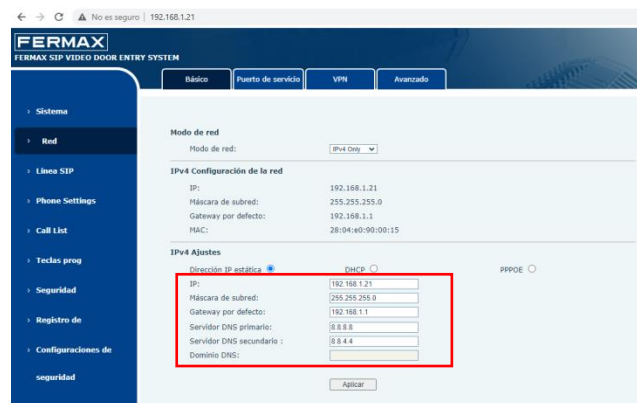 No es seguro | 192.168.1.21
FERMAX
FERMAX SIP VIDEO DOOR ENTRY SYSTEM
Básico Puerto de servicio VPN Avanzado
› Sistema
› Red
› Línea SIP
› Phone Settings
› Call List
› Teclas prog
› Seguridad
› Registro de
› Configuraciones de
seguridad
Modo de red
Modo de red: IPv4 Only
IPv4 Configuración de la red
IP: 192.168.1.21
Máscara de subred: 255.255.255.0
Gateway por defecto: 192.168.1.1
MAC: 28:04:e0:90:00:15
IPv4 Ajustes
Dirección IP estática DHCP PPPOE
IP: 192.168.1.21
Máscara de subred: 255.255.255.0
Gateway por defecto: 192.168.1.1
Servidor DNS primario: 8.8.8.8
Servidor DNS secundario : 8.8.4.4
Dominio DNS:
Aplicar